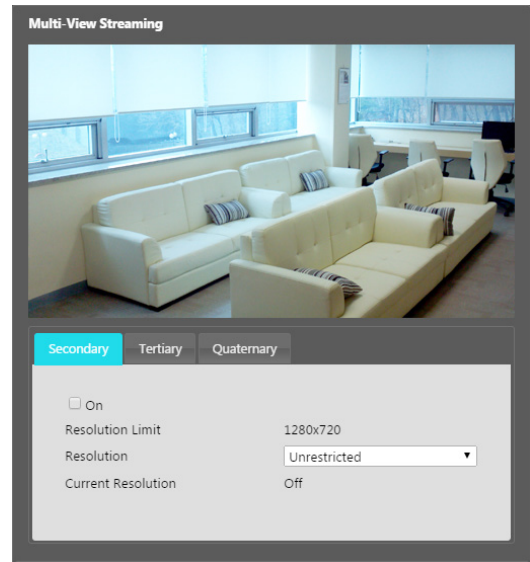 Multi-View Streaming
Secondary Tertiary Quaternary
On
Resolution Limit 1280x720
Resolution Unrestricted
Current Resolution Off